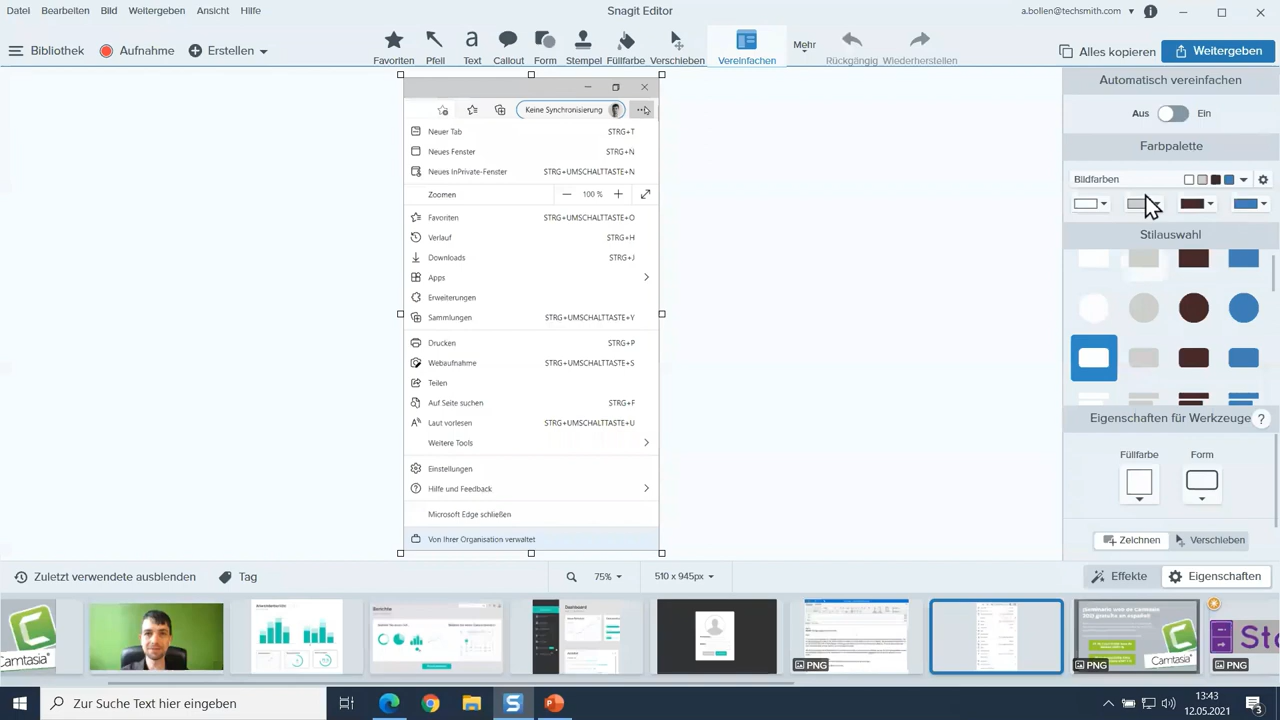 Datei Bearbeiten Bild Weitergeben Ansicht Hilfe
Snagit Editor
a.bollen@techsmith.com
Bibliothek Aufnahme Erstellen
Favoriten Pfeil Text Callout Form Stempel Füllfarbe Verschieben Vereinfachen Mehr Rückgängig Wiederherstellen
Alles kopieren Weitergeben
Keine Synchronisierung
Neuer Tab STRG+T
Neues Fenster STRG+N
Neues InPrivate-Fenster STRG+UMSCHALTTASTE+N
Zoomen 100 %
Favoriten STRG+UMSCHALTTASTE+O
Verlauf STRG+H
Downloads STRG+J
Apps
Erweiterungen
Sammlungen STRG+UMSCHALTTASTE+Y
Drucken STRG+P
Webaufnahme STRG+UMSCHALTTASTE+S
Teilen
Auf Seite suchen STRG+F
Laut vorlesen STRG+UMSCHALTTASTE+U
Weitere Tools
Einstellungen
Hilfe und Feedback
Microsoft Edge schließen
Von Ihrer Organisation verwaltet
Automatisch vereinfachen
Aus Ein
Farbpalette
Bildfarben
Stilauswahl
Eigenschaften für Werkzeuge ?
Füllfarbe Form
Zeichnen Verschieben
Zuletzt verwendete ausblenden Tag
75% 510 x 945px
Effekte Eigenschaften
Camtasia
Berichte
Dashboard
PNG
PNG
Camtasia
PNG
S
Suche Text hier eingeben
13:43
12.05.2021
3